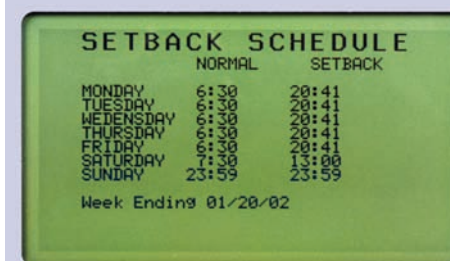 SETBACK SCHEDULE
NORMAL SETBACK
MONDAY 6:30 20:41
TUESDAY 6:30 20:41
WEDENSDAY 6:30 20:41
THURSDAY 6:30 20:41
FRIDAY 6:30 20:41
SATURDAY 7:30 13:00
SUNDAY 23:59 23:59
Week Ending 01/20/02